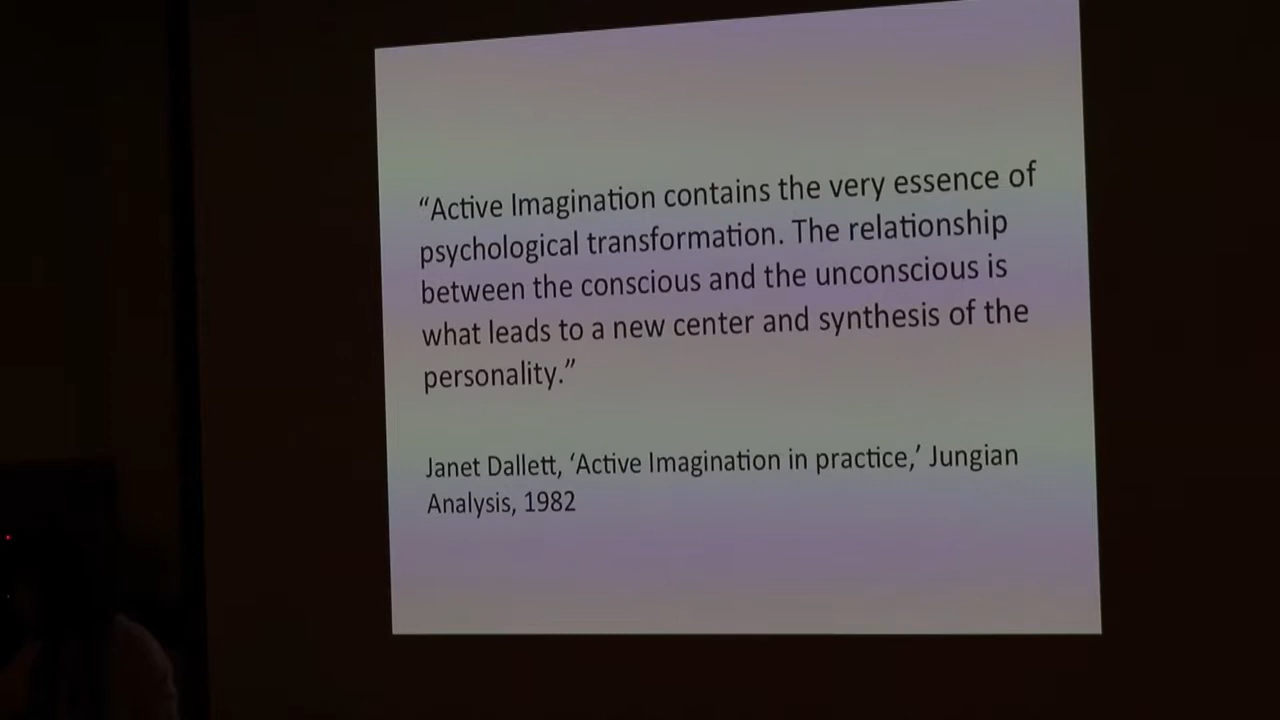 “Active Imagination contains the very essence of
psychological transformation. The relationship
between the conscious and the unconscious is
what leads to a new center and synthesis of the
personality.”
Janet Dallett, ‘Active Imagination in practice,’ Jungian
Analysis, 1982